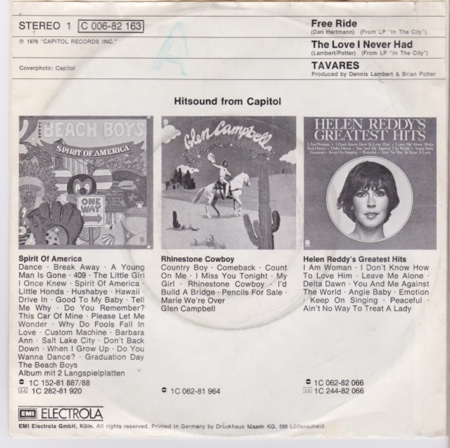 STEREO 1 C 006-82 163
℗ 1976 "CAPITOL RECORDS INC."
Coverphoto: Capitol
Free Ride
(Dan Hartmann) (From LP "In The City")
The Love I Never Had
(Lambert/Potter) (From LP "In The City")
TAVARES
Produced by Dennis Lambert & Brian Potter
Hitsound from Capitol
BEACH BOYS
SPIRIT OF AMERICA
ONE WAY
Glen Campbell
HELEN REDDY'S
GREATEST HITS
Spirit Of America
Dance · Break Away · A Young
Man Is Gone · 409 · The Little Girl
I Once Knew · Spirit Of America ·
Little Honda · Hushabye · Hawaii
Drive In · Good To My Baby · Tell
Me Why · Do You Remember?
This Car Of Mine · Please Let Me
Wonder · Why Do Fools Fall In
Love · Custom Machine · Barbara
Ann · Salt Lake City · Don't Back
Down · When I Grow Up · Do You
Wanna Dance? · Graduation Day
The Beach Boys
Album mit 2 Langspielplatten
1C 152-81 887/88
1C 282-81 920
Rhinestone Cowboy
Country Boy · Comeback · Count
On Me · I Miss You Tonight · My
Girl · Rhinestone Cowboy · I'd
Build A Bridge · Pencils For Sale ·
Marie We're Over
Glen Campbell
1C 062-81 964
Helen Reddy's Greatest Hits
I Am Woman · I Don't Know How
To Love Him · Leave Me Alone ·
Delta Dawn · You And Me Against
The World · Angie Baby · Emotion
· Keep On Singing · Peaceful ·
Ain't No Way To Treat A Lady
1C 062-82 066
1C 244-82 066
EMI ELECTROLA
EMI Electrola GmbH, Köln. All rights reserved. Printed in Germany by Druckhaus Maack KG, 588 Lüdenscheid.